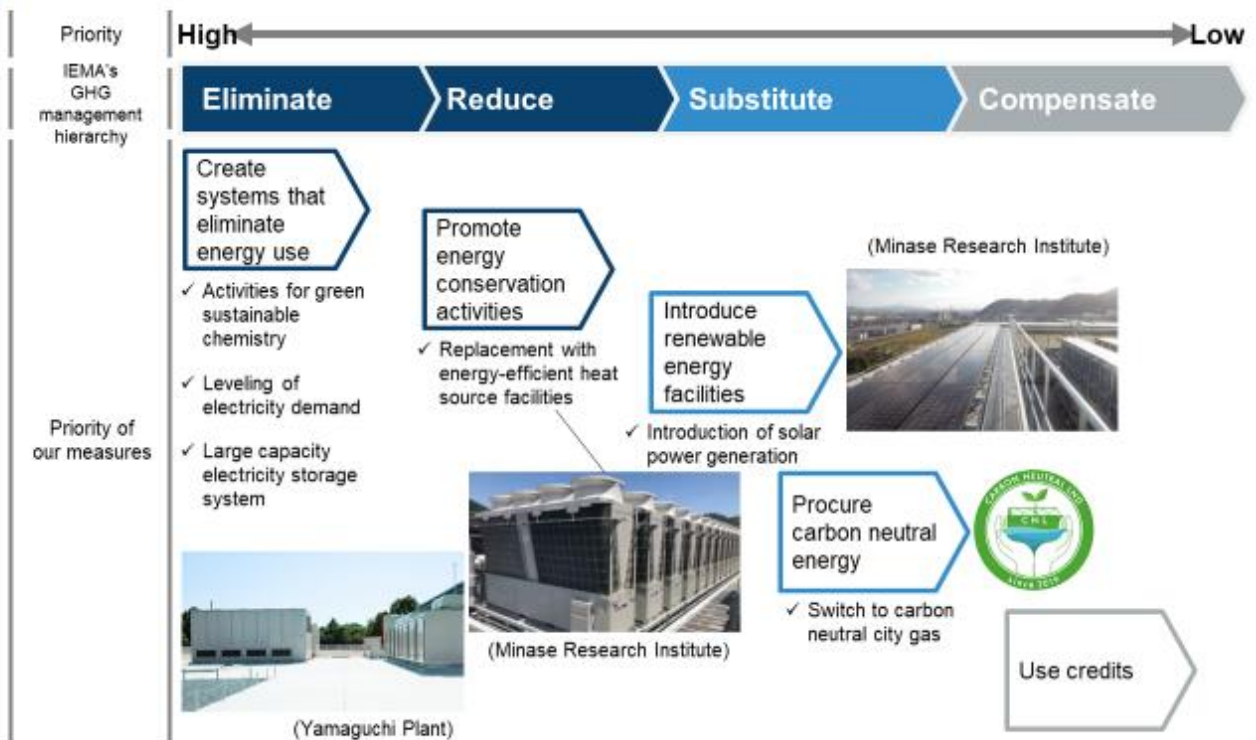 Priority
High
Low
IEMA's
GHG
management
hierarchy
Eliminate
Reduce
Substitute
Compensate
Priority of
our measures
Create
systems that
eliminate
energy use
✓ Activities for green
sustainable
chemistry
✓ Leveling of
electricity demand
✓ Large capacity
electricity storage
system
(Yamaguchi Plant)
Promote
energy
conservation
activities
✓ Replacement with
energy-efficient heat
source facilities
(Minase Research Institute)
Introduce
renewable
energy
facilities
✓ Introduction of solar
power generation
(Minase Research Institute)
Procure
carbon neutral
energy
✓ Switch to carbon
neutral city gas
CARBON NEUTRAL LNG
CNL
Use credits